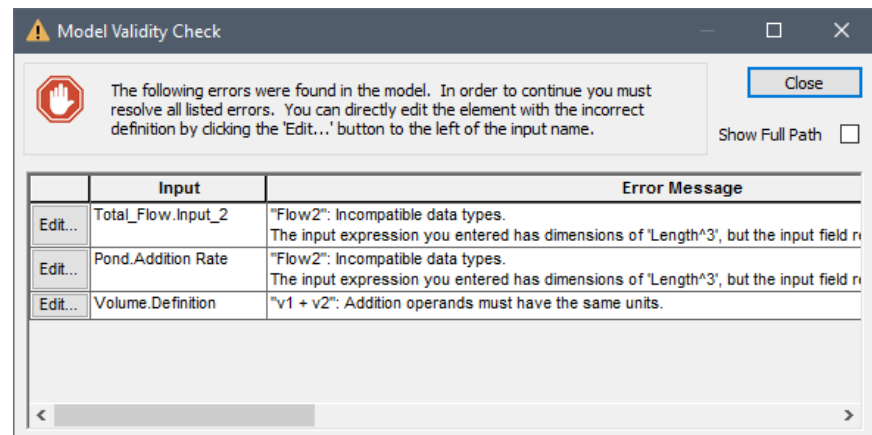 Model Validity Check
The following errors were found in the model. In order to continue you must
resolve all listed errors. You can directly edit the element with the incorrect
definition by clicking the 'Edit...' button to the left of the input name.
Close
Show Full Path
Input Error Message
Edit... Total_Flow.Input_2 "Flow2": Incompatible data types.
The input expression you entered has dimensions of 'Length^3', but the input field
Edit... Pond.Addition Rate "Flow2": Incompatible data types.
The input expression you entered has dimensions of 'Length^3', but the input field
Edit... Volume.Definition "v1 + v2": Addition operands must have the same units.